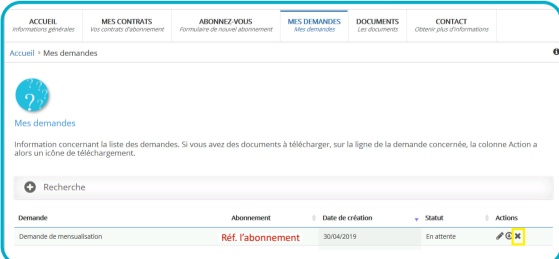 ACCUEIL
Informations générales
MES CONTRATS
Vos contrats d'abonnement
ABONNEZ-VOUS
Formulaire de nouvel abonnement
MES DEMANDES
Mes demandes
DOCUMENTS
Les documents
CONTACT
Obtenir plus d'informations
Accueil › Mes demandes
?
Mes demandes
Information concernant la liste des demandes. Si vous avez des documents à télécharger, sur la ligne de la demande concernée, la colonne Action a
alors un icône de téléchargement.
Recherche
Demande Abonnement Date de création Statut Actions
Demande de mensualisation Réf. l'abonnement 30/04/2019 En attente